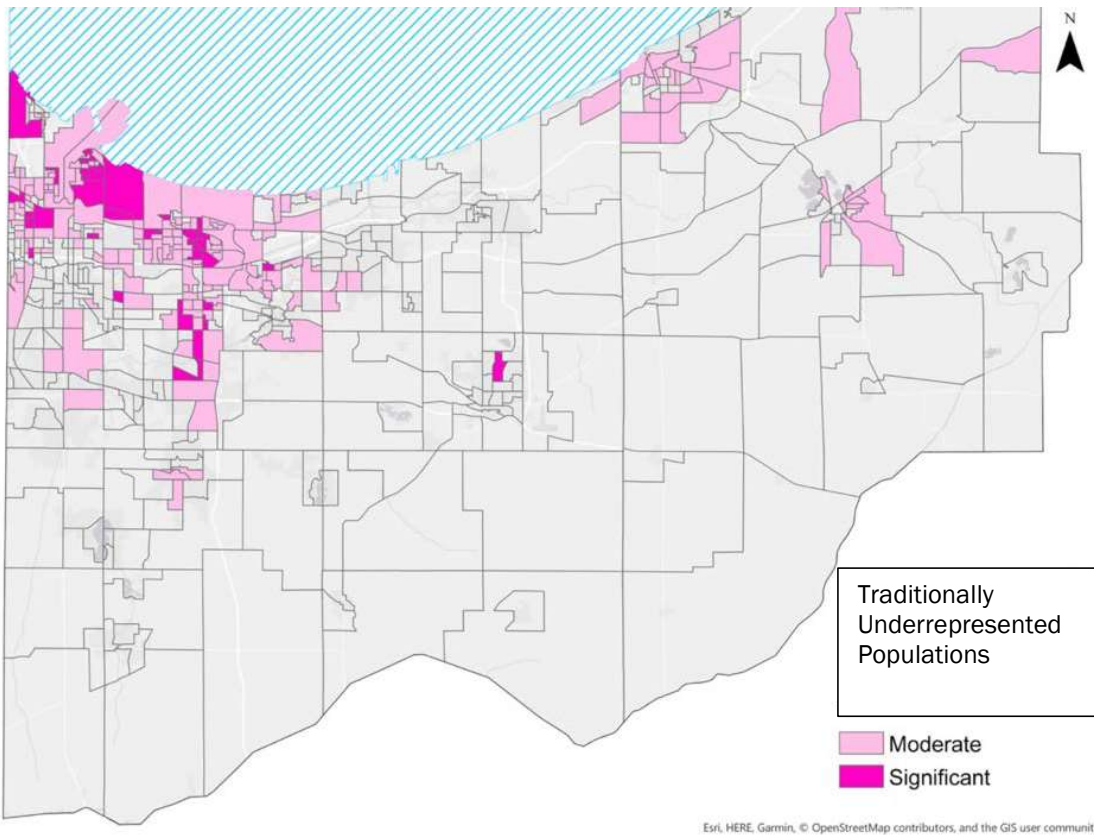 N
Traditionally
Underrepresented
Populations
Moderate
Significant
Esri, HERE, Garmin, © OpenStreetMap contributors, and the GIS user communit